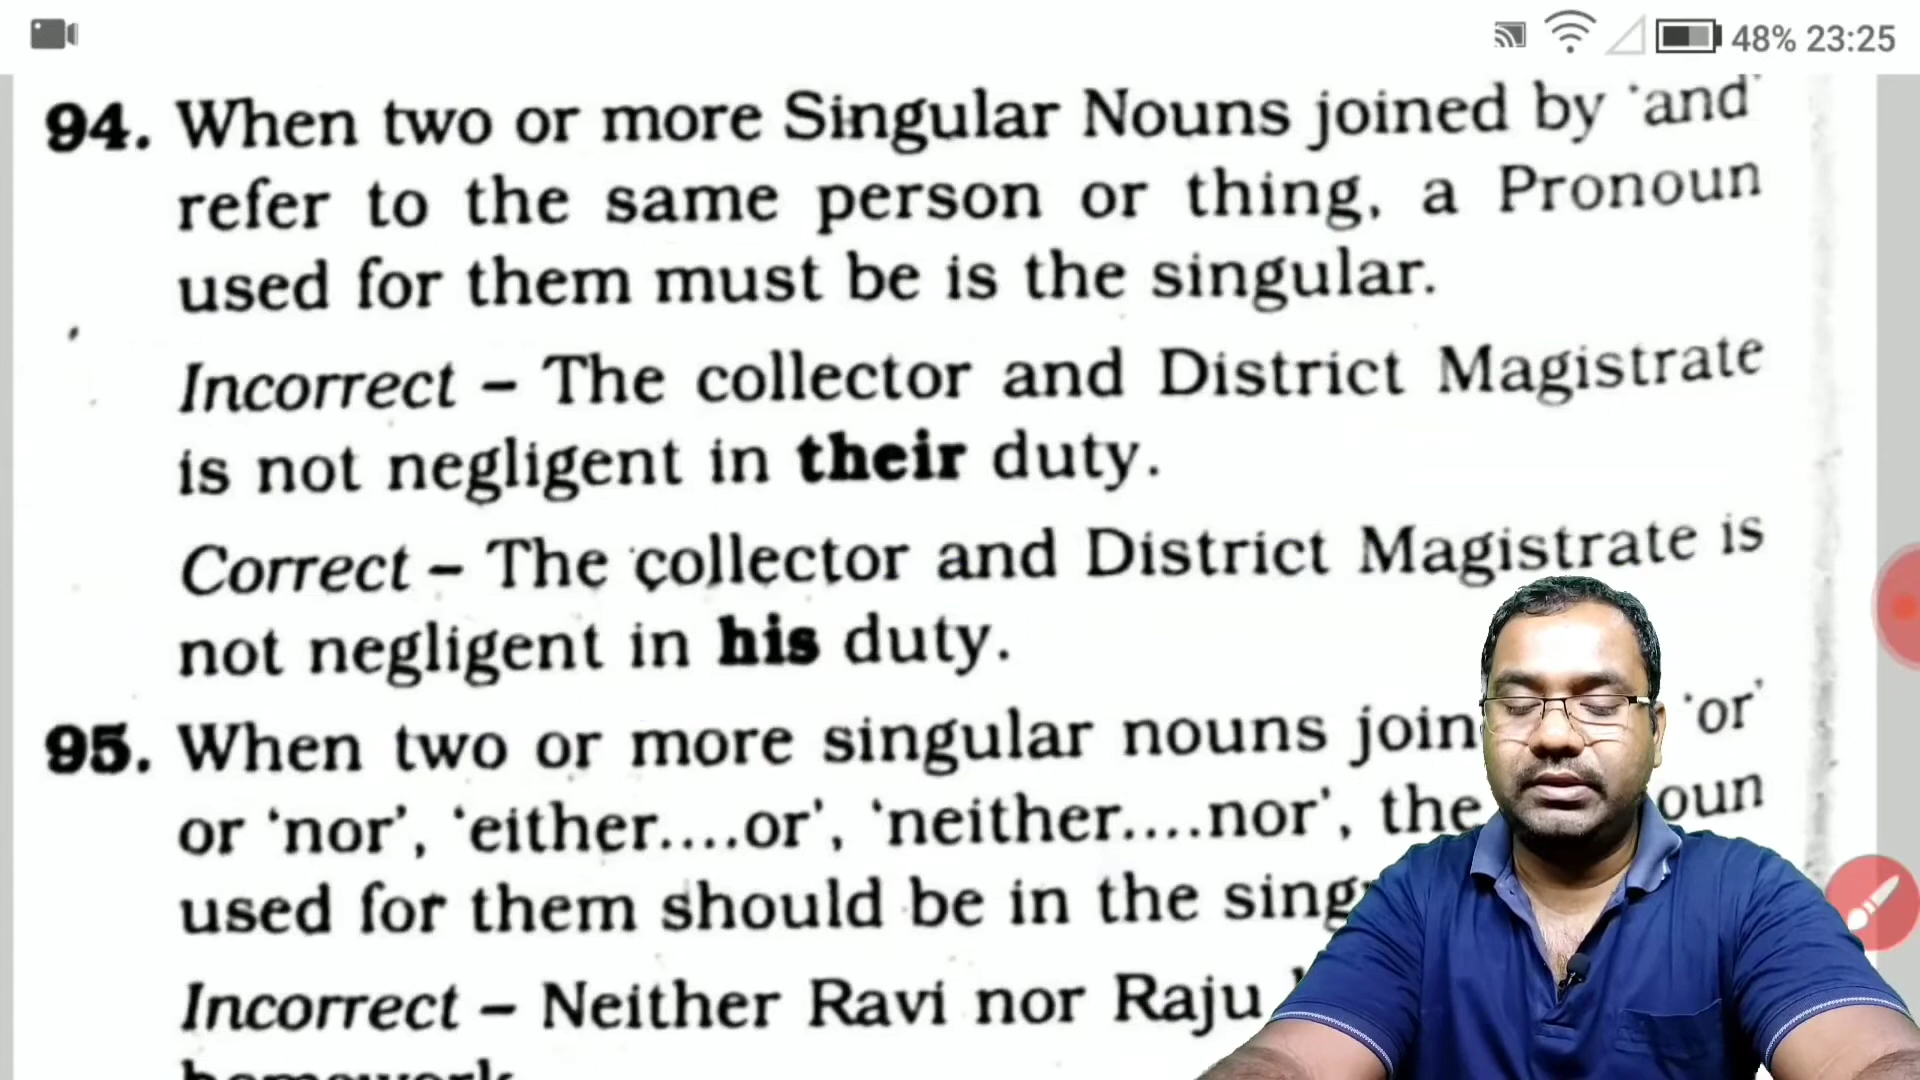 48% 23:25
94. When two or more Singular Nouns joined by 'and'
refer to the same person or thing, a Pronoun
used for them must be is the singular.
Incorrect – The collector and District Magistrate
is not negligent in their duty.
Correct – The collector and District Magistrate is
not negligent in his duty.
95. When two or more singular nouns join 'or'
or 'nor', 'either....or', 'neither....nor', the oun
used for them should be in the sing
Incorrect – Neither Ravi nor Raju
homework